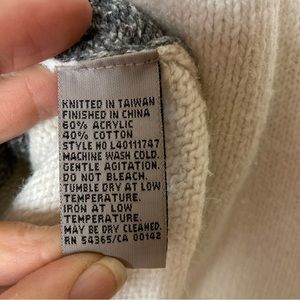 KNITTED IN TAIWAN
FINISHED IN CHINA
60% ACRYLIC
40% COTTON
STYLE NO L40111747
MACHINE WASH COLD.
GENTLE AGITATION.
DO NOT BLEACH.
TUMBLE DRY AT LOW
TEMPERATURE.
IRON AT LOW
TEMPERATURE.
MAY BE DRY CLEANED.
RN 54365/CA 00142